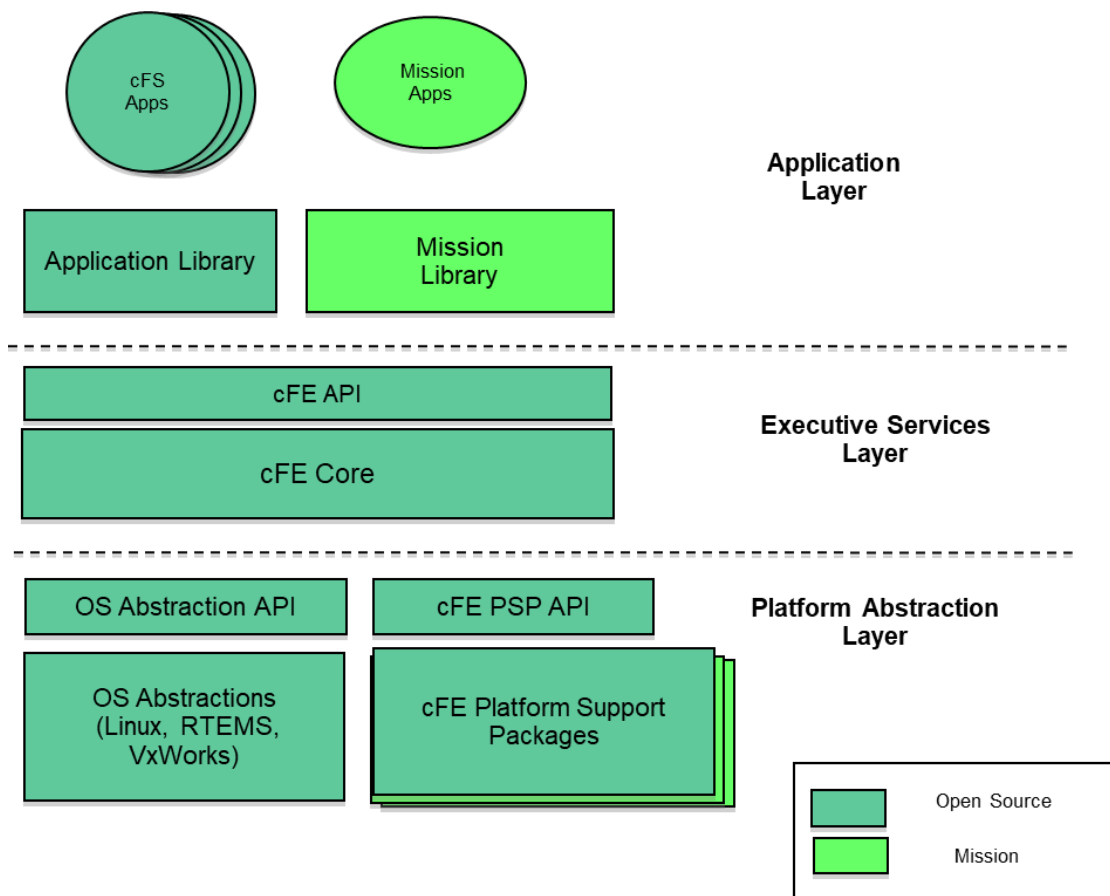 cFS
Apps
Mission
Apps
Application
Layer
Application Library
Mission
Library
cFE API
cFE Core
Executive Services
Layer
OS Abstraction API
cFE PSP API
Platform Abstraction
Layer
OS Abstractions
(Linux, RTEMS,
VxWorks)
cFE Platform Support
Packages
Open Source
Mission